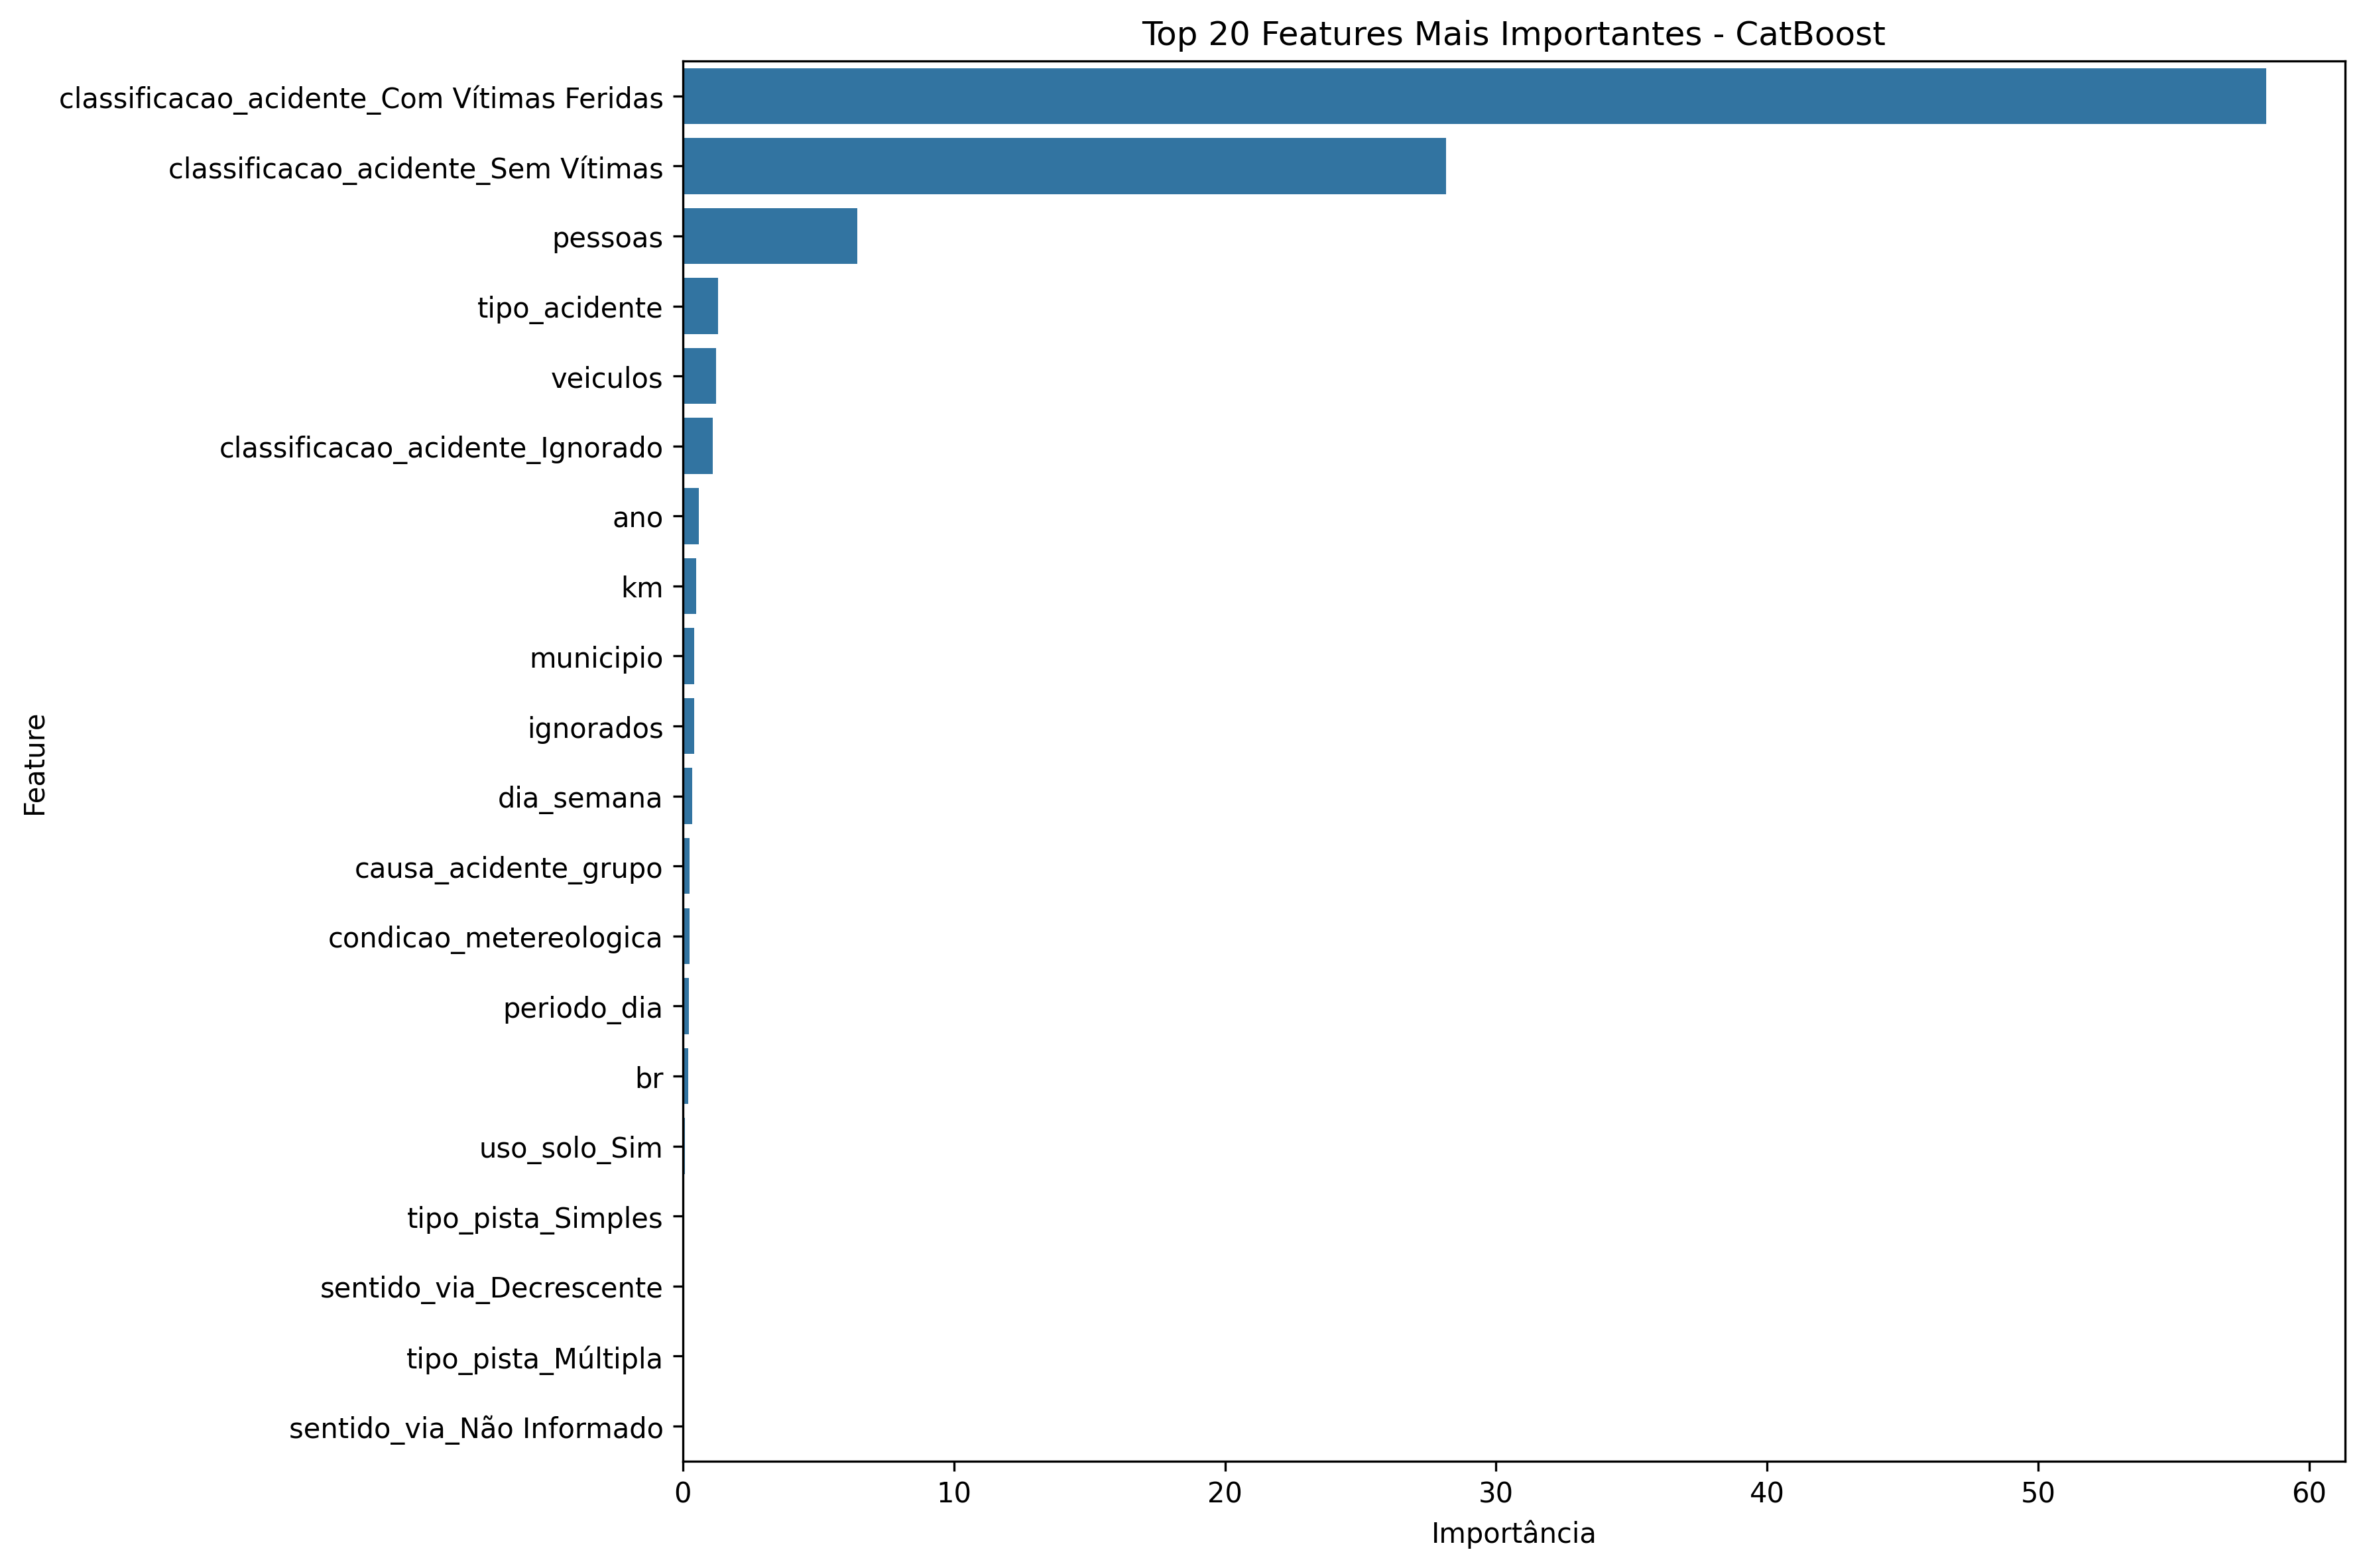 Top 20 Features Mais Importantes - CatBoost
classificacao_acidente_Com Vítimas Feridas
classificacao_acidente_Sem Vítimas
pessoas
tipo_acidente
veiculos
classificacao_acidente_Ignorado
ano
km
municipio
ignorados
dia_semana
causa_acidente_grupo
condicao_metereologica
periodo_dia
br
uso_solo_Sim
tipo_pista_Simples
sentido_via_Decrescente
tipo_pista_Múltipla
sentido_via_Não Informado
Feature
0 10 20 30 40 50 60
Importância